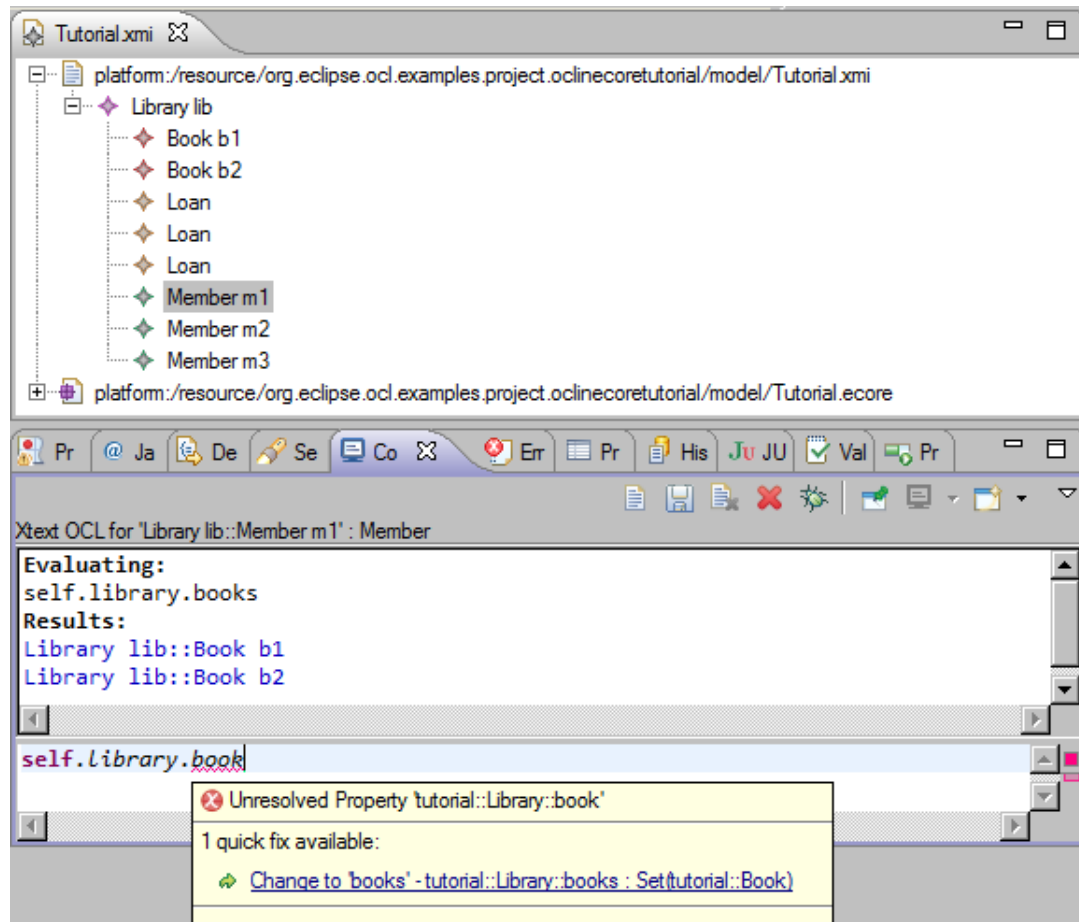 Tutorial.xmi
platform:/resource/org.eclipse.ocl.examples.project.oclinecoretutorial/model/Tutorial.xmi
Library lib
Book b1
Book b2
Loan
Loan
Loan
Member m1
Member m2
Member m3
platform:/resource/org.eclipse.ocl.examples.project.oclinecoretutorial/model/Tutorial.ecore
Pr @ Ja De Se Co Err Pr His Ju JU Val Pr
Xtext OCL for 'Library lib::Member m1' : Member
Evaluating:
self.library.books
Results:
Library lib::Book b1
Library lib::Book b2
self.library.book
Unresolved Property 'tutorial::Library::book'
1 quick fix available:
Change to 'books' - tutorial::Library::books : Set(tutorial::Book)